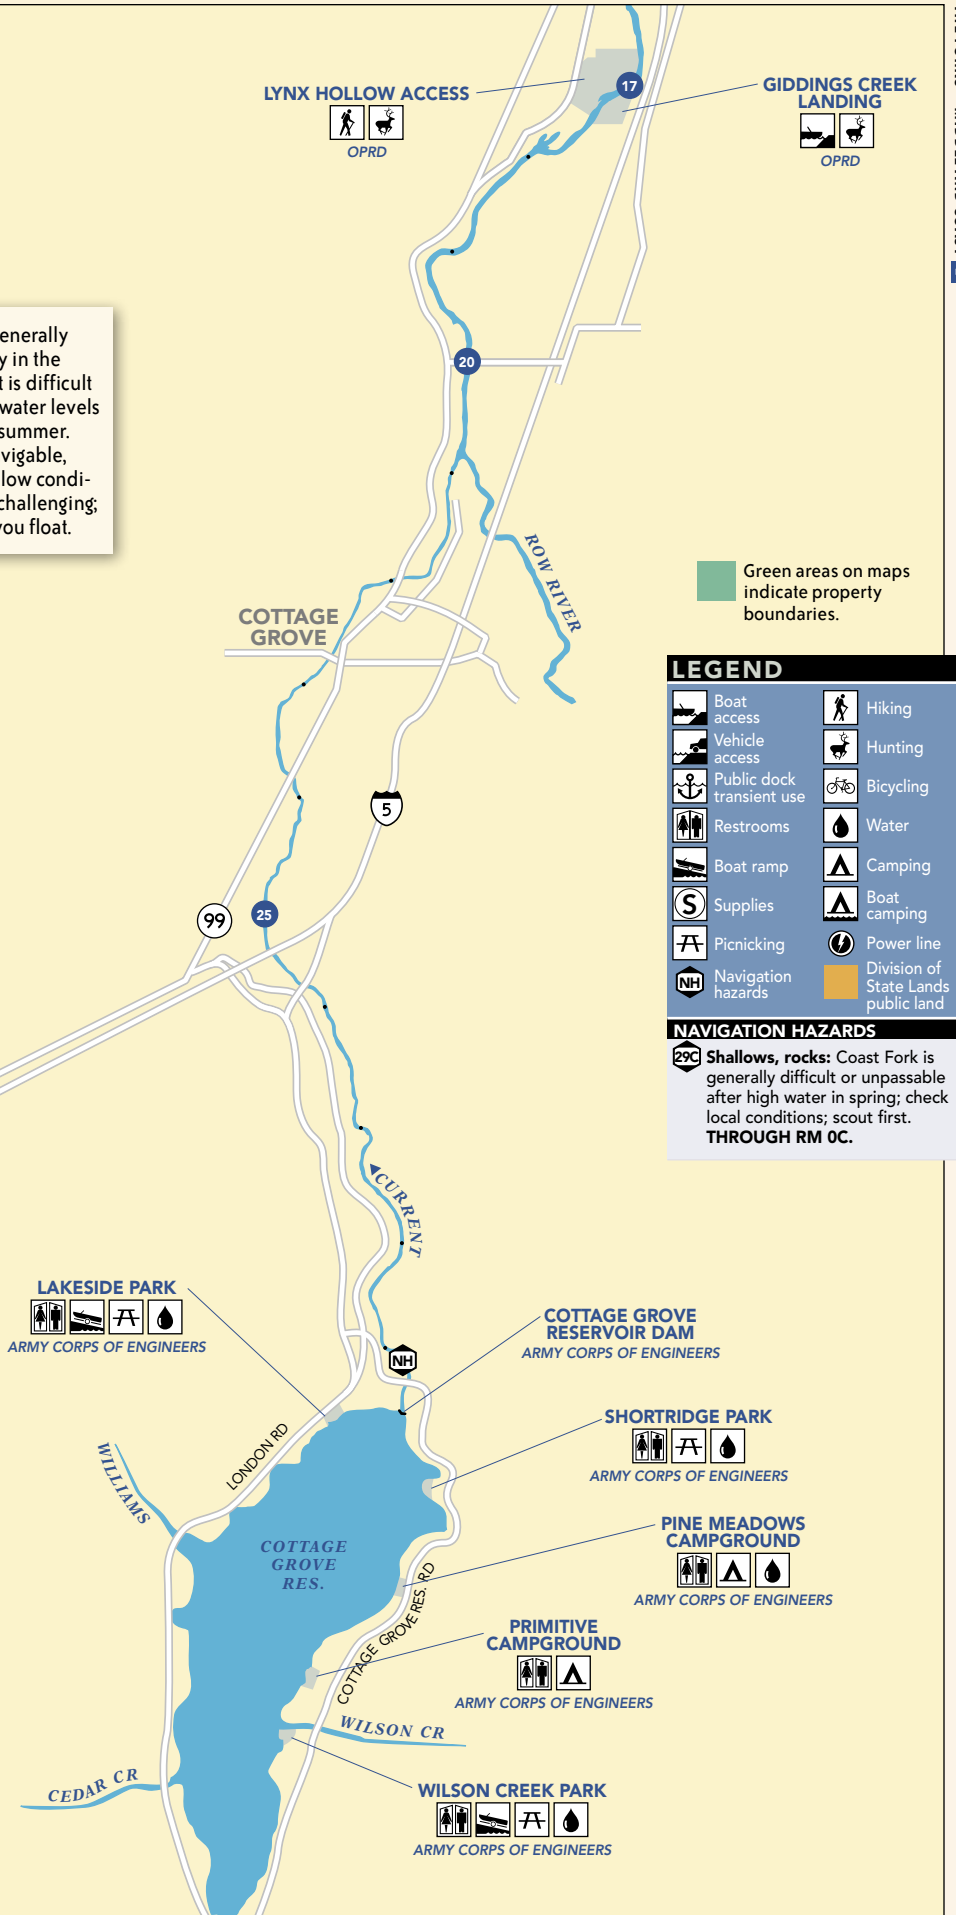 17
LYNX HOLLOW ACCESS
OPRD
GIDDINGS CREEK
LANDING
OPRD
20
enerally
y in the
t is difficult
water levels
summer.
vigable,
low condi-
challenging;
you float.
ROW RIVER
COTTAGE
GROVE
Green areas on maps
indicate property
boundaries.
LEGEND
Boat
access
Vehicle
access
Public dock
transient use
Restrooms
Boat ramp
S Supplies
Picnicking
NH Navigation
hazards
Hiking
Hunting
Bicycling
Water
Camping
Boat
camping
Power line
Division of
State Lands
public land
NAVIGATION HAZARDS
29C Shallows, rocks: Coast Fork is
generally difficult or unpassable
after high water in spring; check
local conditions; scout first.
THROUGH RM 0C.
5
99
25
CURRENT
LAKESIDE PARK
ARMY CORPS OF ENGINEERS
COTTAGE GROVE
RESERVOIR DAM
ARMY CORPS OF ENGINEERS
NH
SHORTRIDGE PARK
ARMY CORPS OF ENGINEERS
LONDON RD
WILLIAMS
COTTAGE
GROVE
RES.
PINE MEADOWS
CAMPGROUND
ARMY CORPS OF ENGINEERS
COTTAGE GROVE RES. RD
PRIMITIVE
CAMPGROUND
ARMY CORPS OF ENGINEERS
WILSON CR
CEDAR CR
WILSON CREEK PARK
ARMY CORPS OF ENGINEERS